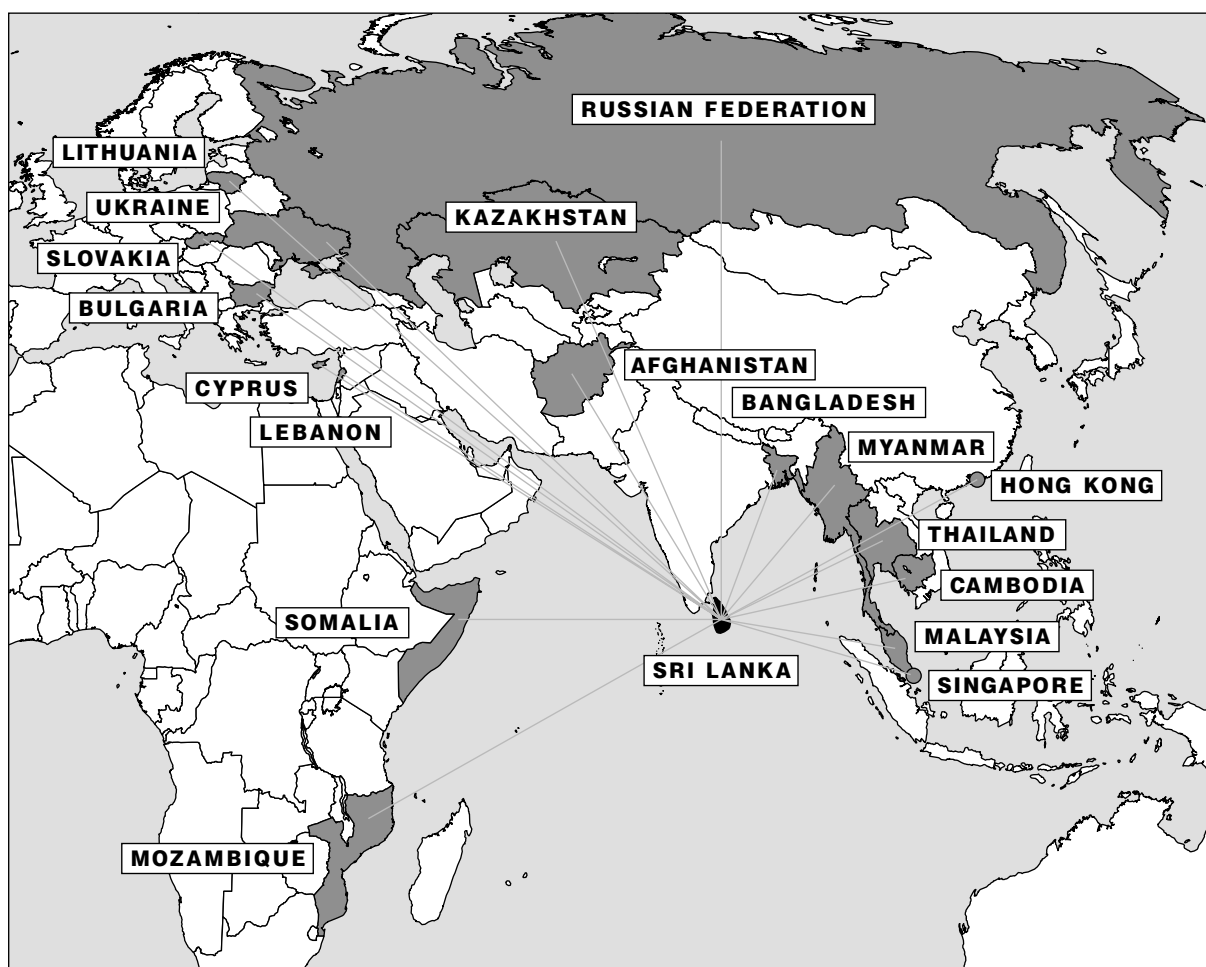 RUSSIAN FEDERATION
LITHUANIA
UKRAINE
KAZAKHSTAN
SLOVAKIA
BULGARIA
AFGHANISTAN
CYPRUS
BANGLADESH
LEBANON
MYANMAR
HONG KONG
THAILAND
CAMBODIA
SOMALIA
MALAYSIA
SRI LANKA
SINGAPORE
MOZAMBIQUE